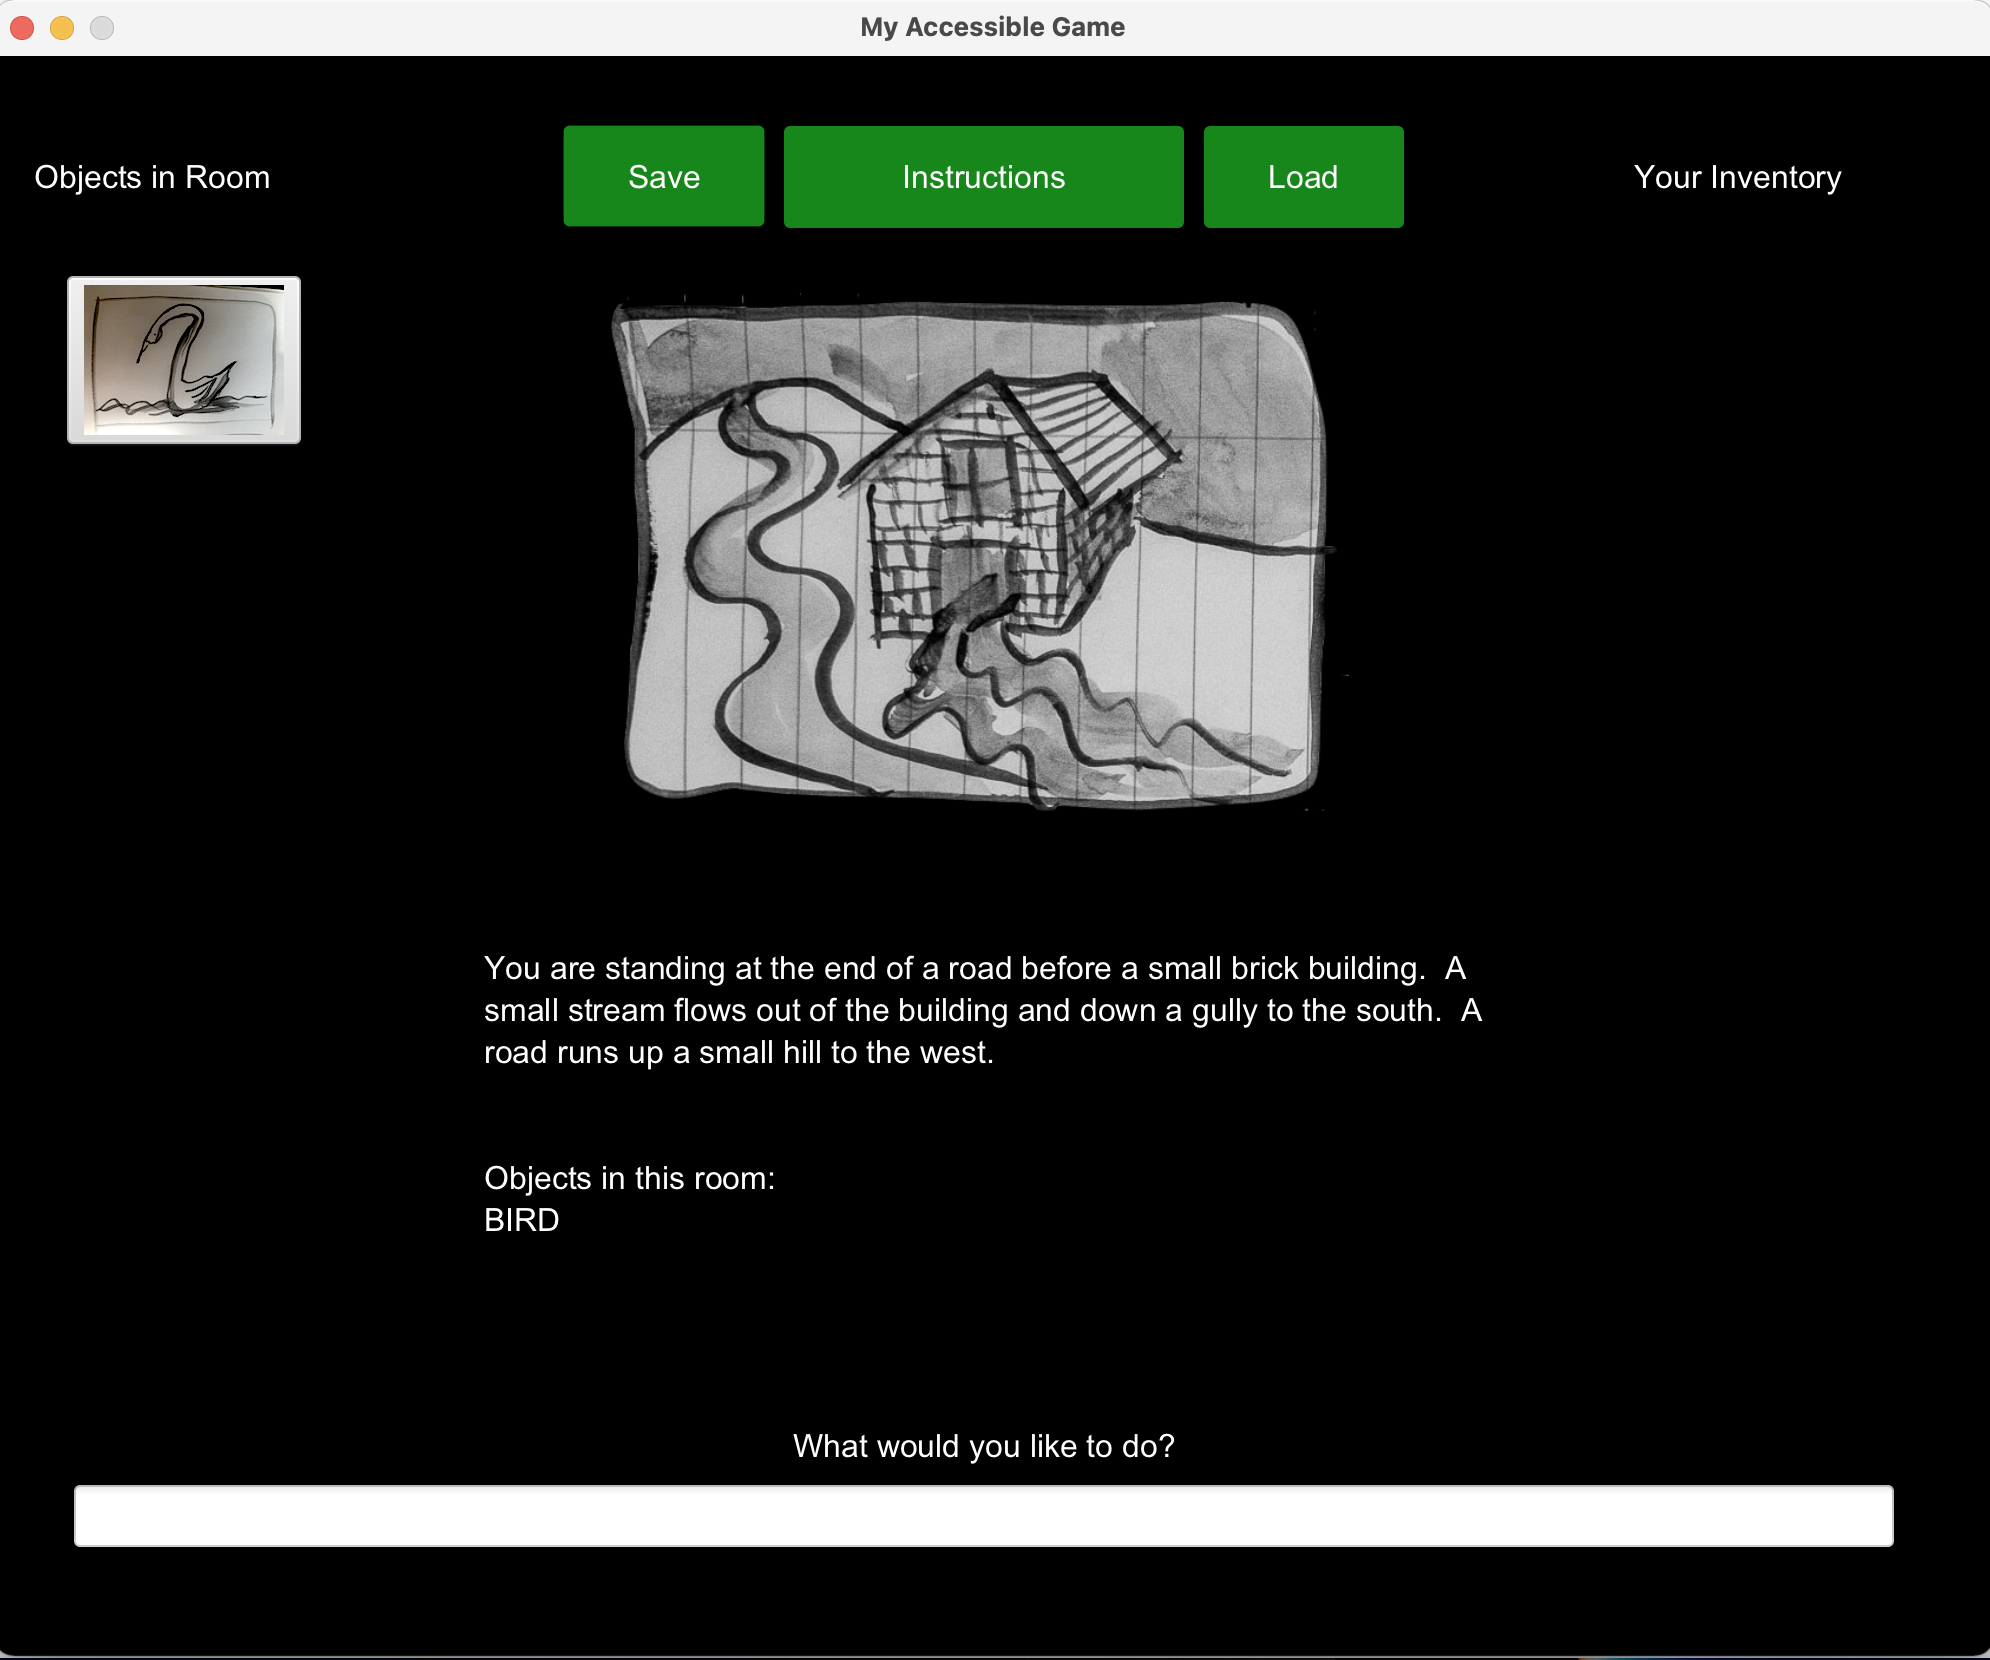 My Accessible Game
Objects in Room
Save
Instructions
Load
Your Inventory
You are standing at the end of a road before a small brick building.  A
small stream flows out of the building and down a gully to the south.  A
road runs up a small hill to the west.
Objects in this room:
BIRD
What would you like to do?